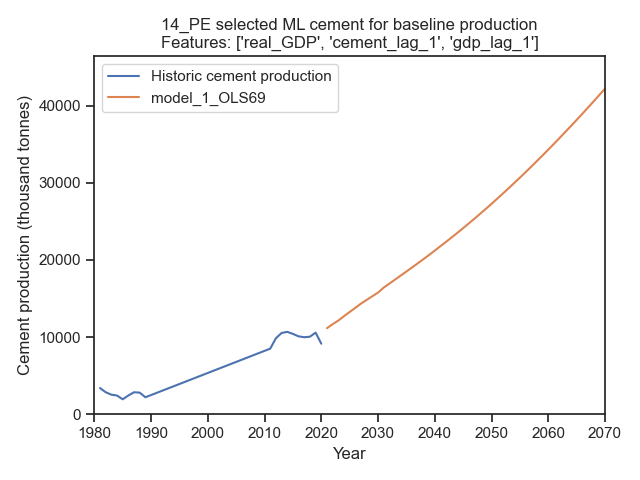 14_PE selected ML cement for baseline production
Features: ['real_GDP', 'cement_lag_1', 'gdp_lag_1']
Historic cement production
model_1_OLS69
Cement production (thousand tonnes)
40000
30000
20000
10000
0
1980 1990 2000 2010 2020 2030 2040 2050 2060 2070
Year